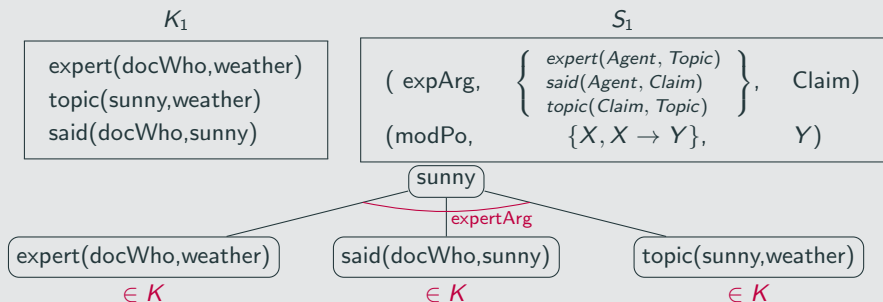 K₁
S₁
expert(docWho,weather)
topic(sunny,weather)
said(docWho,sunny)
( expArg, { expert(Agent, Topic)
said(Agent, Claim)
topic(Claim, Topic) }, Claim)
(modPo, {X, X → Y}, Y)
sunny
expertArg
expert(docWho,weather) said(docWho,sunny) topic(sunny,weather)
∈ K ∈ K ∈ K